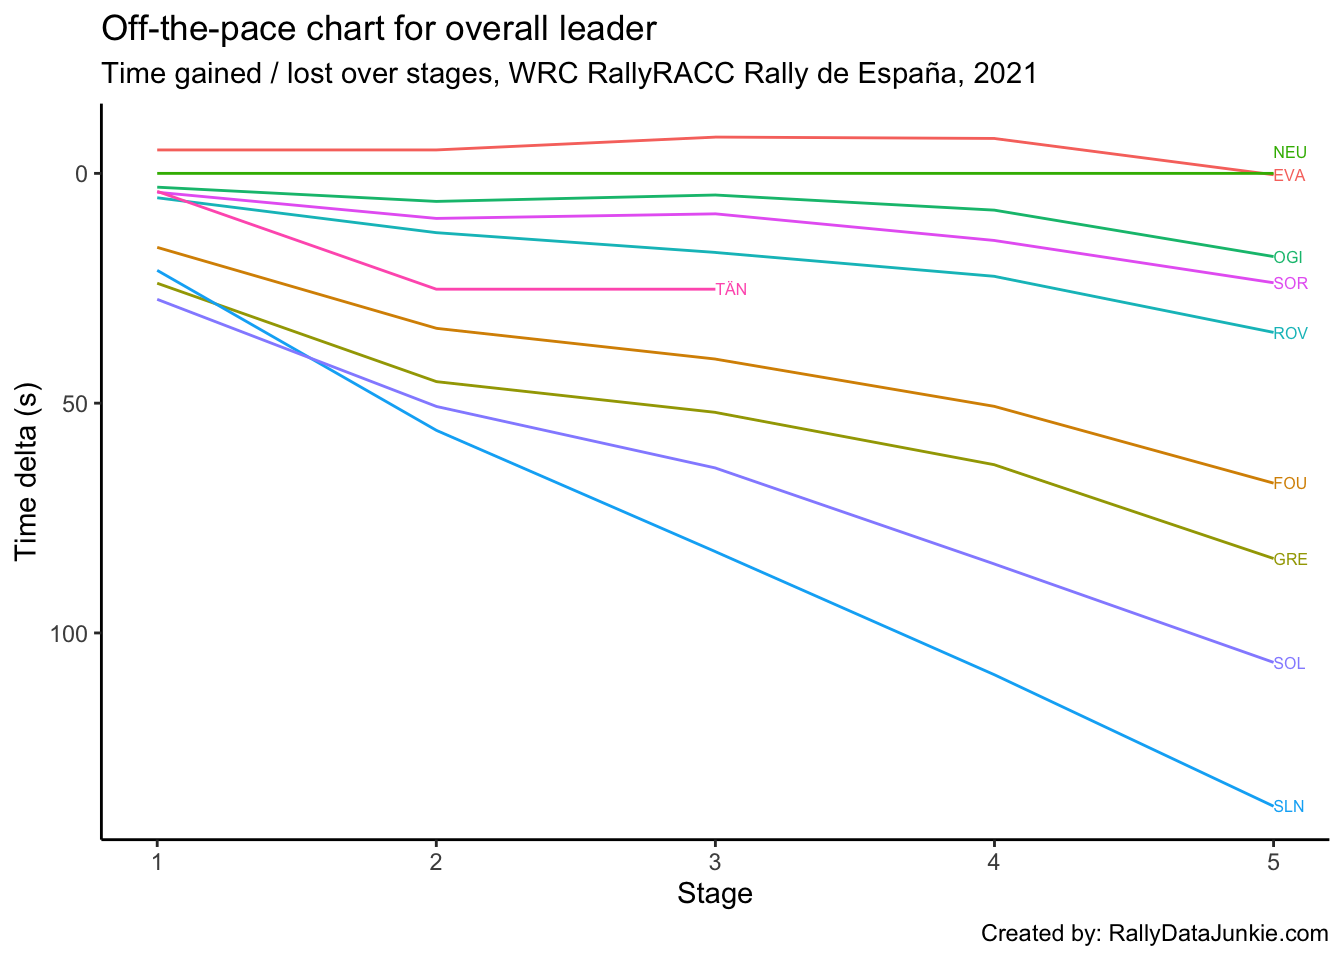 Off-the-pace chart for overall leader
Time gained / lost over stages, WRC RallyRACC Rally de España, 2021
NEU
0
EVA
OGI
SOR
TÄN
ROV
50
Time delta (s)
FOU
GRE
100
SOL
SLN
1 2 3 4 5
Stage
Created by: RallyDataJunkie.com